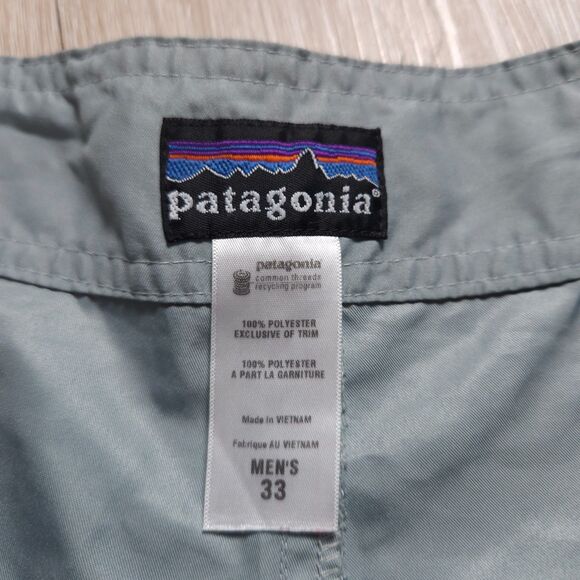 patagonia®
patagonia
common threads
recycling program
100% POLYESTER
EXCLUSIVE OF TRIM
100% POLYESTER
A PART LA GARNITURE
Made in VIETNAM
Fabriqué AU VIETNAM
MEN'S
33